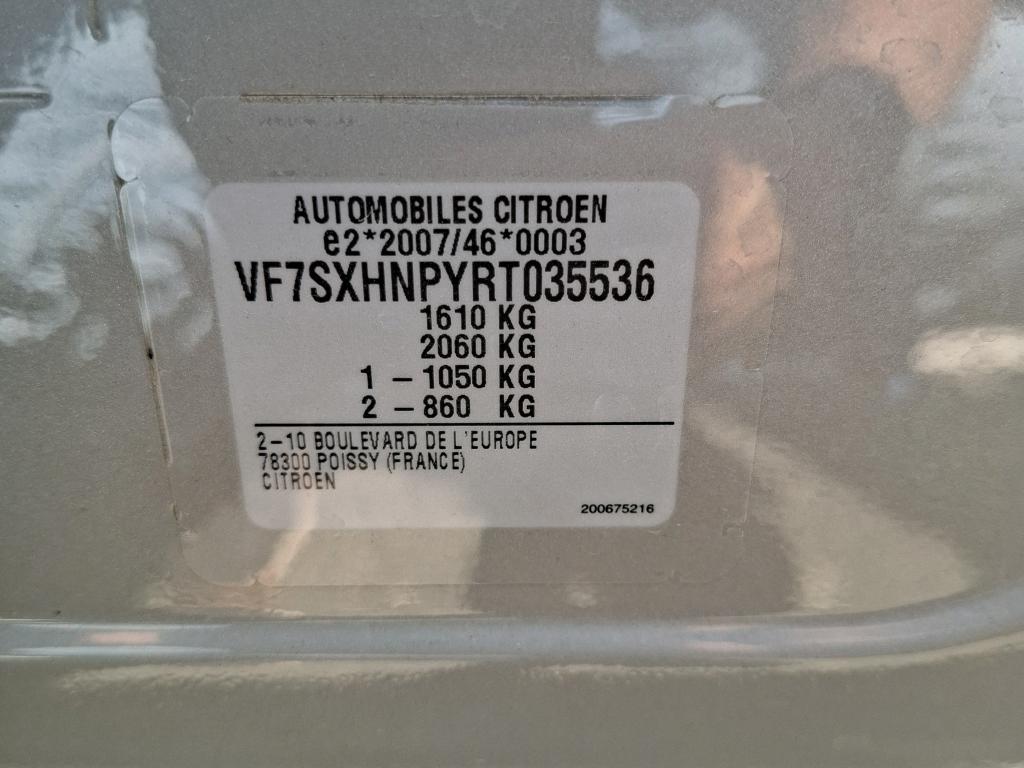 AUTOMOBILES CITROEN
e2*2007/46*0003
VF7SXHNPYRT035536
1610 KG
2060 KG
1 – 1050 KG
2 – 860 KG
2–10 BOULEVARD DE L'EUROPE
78300 POISSY (FRANCE)
CITROEN
200675216